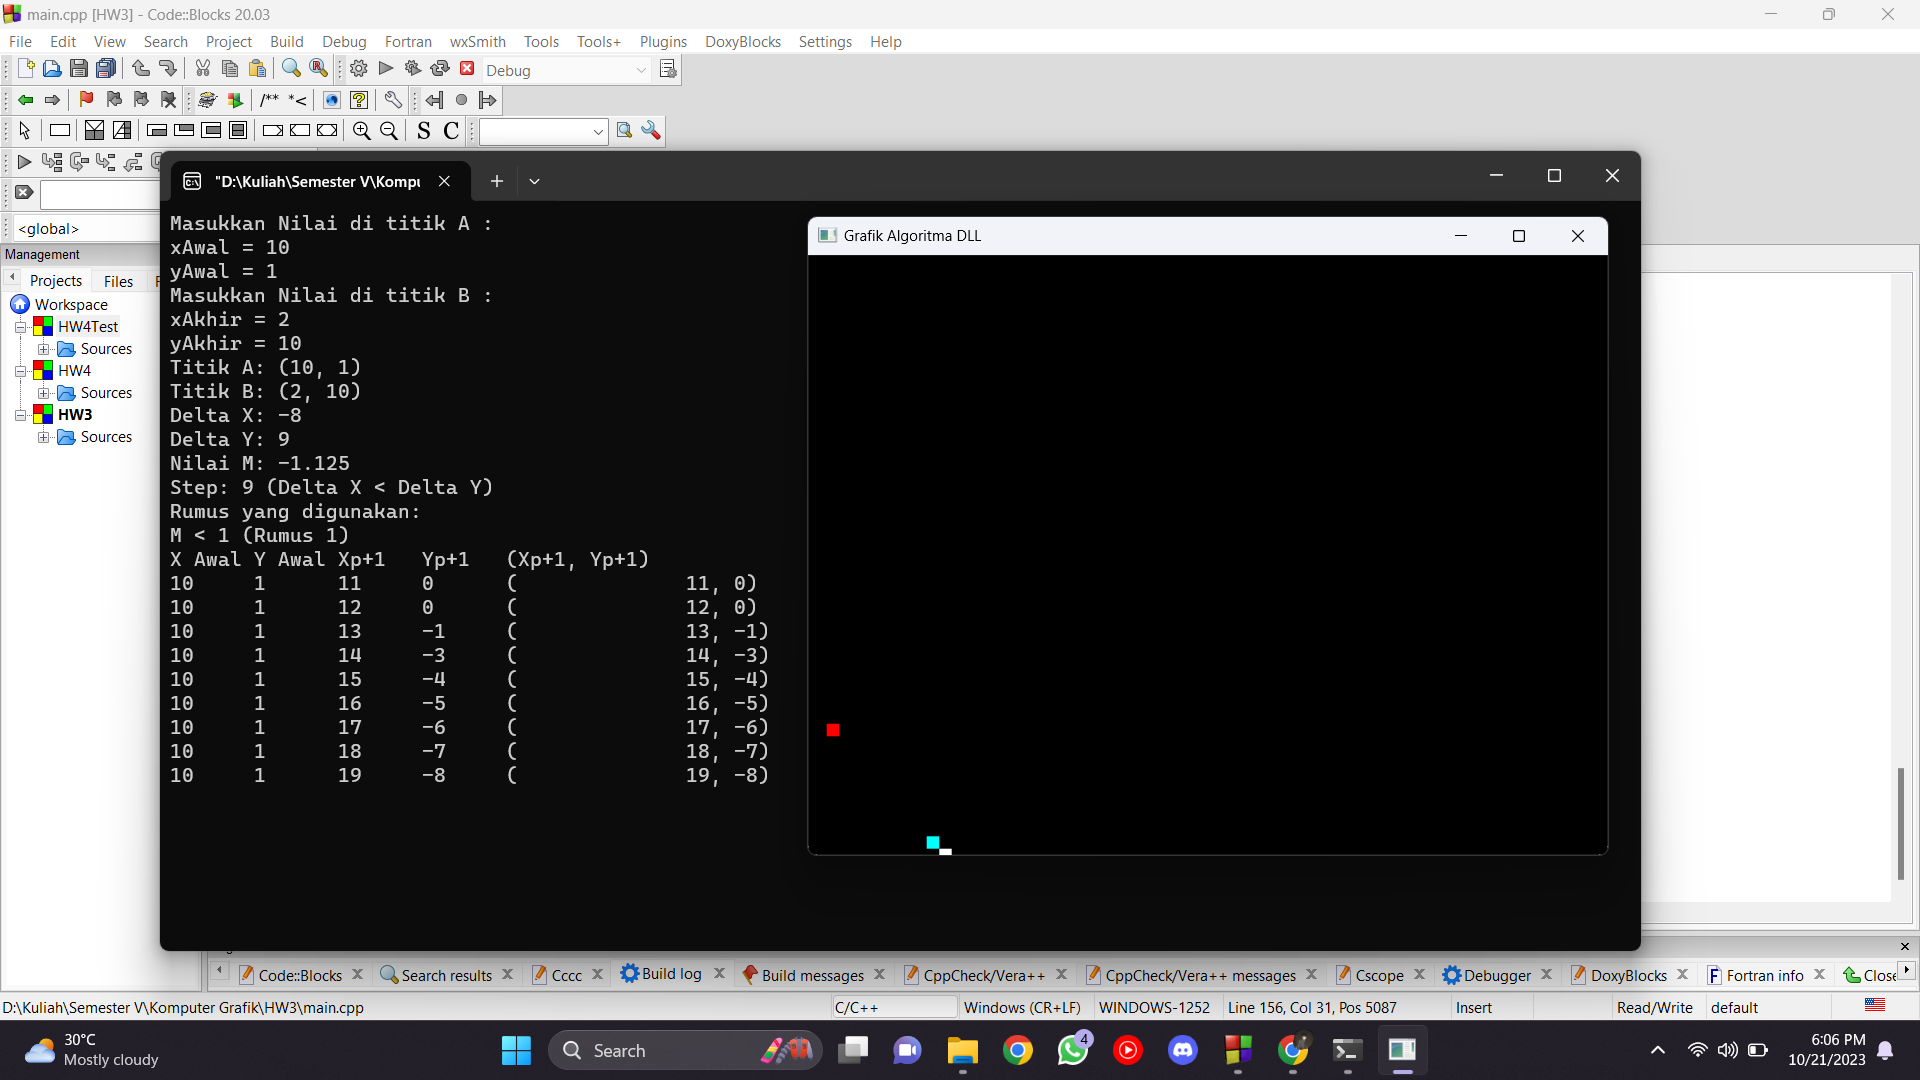 main.cpp [HW3] - Code::Blocks 20.03
File Edit View Search Project Build Debug Fortran wxSmith Tools Tools+ Plugins DoxyBlocks Settings Help
Debug
/** *<
S C
"D:\Kuliah\Semester V\Kompu
<global>
Management
Projects Files
Workspace
HW4Test
Sources
HW4
Sources
HW3
Sources
Masukkan Nilai di titik A :
xAwal = 10
yAwal = 1
Masukkan Nilai di titik B :
xAkhir = 2
yAkhir = 10
Titik A: (10, 1)
Titik B: (2, 10)
Delta X: -8
Delta Y: 9
Nilai M: -1.125
Step: 9 (Delta X < Delta Y)
Rumus yang digunakan:
M < 1 (Rumus 1)
X Awal Y Awal Xp+1 Yp+1 (Xp+1, Yp+1)
10 1 11 0 ( 11, 0)
10 1 12 0 ( 12, 0)
10 1 13 -1 ( 13, -1)
10 1 14 -3 ( 14, -3)
10 1 15 -4 ( 15, -4)
10 1 16 -5 ( 16, -5)
10 1 17 -6 ( 17, -6)
10 1 18 -7 ( 18, -7)
10 1 19 -8 ( 19, -8)
Grafik Algoritma DLL
Code::Blocks Search results Cccc Build log Build messages CppCheck/Vera++ CppCheck/Vera++ messages Cscope Debugger DoxyBlocks Fortran info Close
D:\Kuliah\Semester V\Komputer Grafik\HW3\main.cpp C/C++ Windows (CR+LF) WINDOWS-1252 Line 156, Col 31, Pos 5087 Insert Read/Write default
30°C
Mostly cloudy
Search
4
6:06 PM
10/21/2023